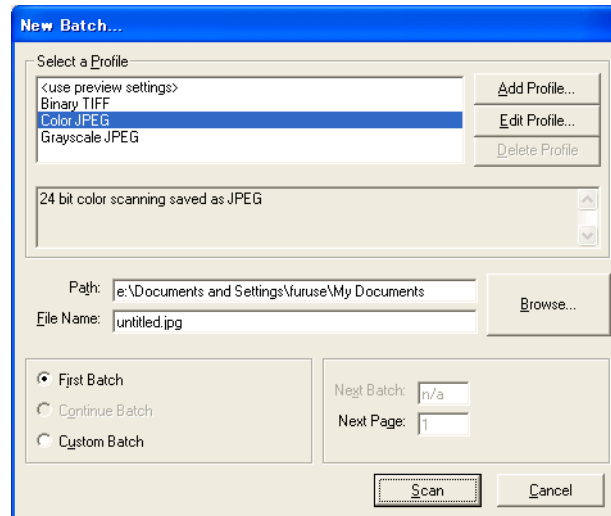 New Batch...
Select a Profile
<use preview settings>
Binary TIFF
Color JPEG
Grayscale JPEG
Add Profile...
Edit Profile...
Delete Profile
24 bit color scanning saved as JPEG
Path: e:\Documents and Settings\furuse\My Documents
File Name: untitled.jpg
Browse...
First Batch
Continue Batch
Custom Batch
Next Batch: n/a
Next Page: 1
Scan
Cancel